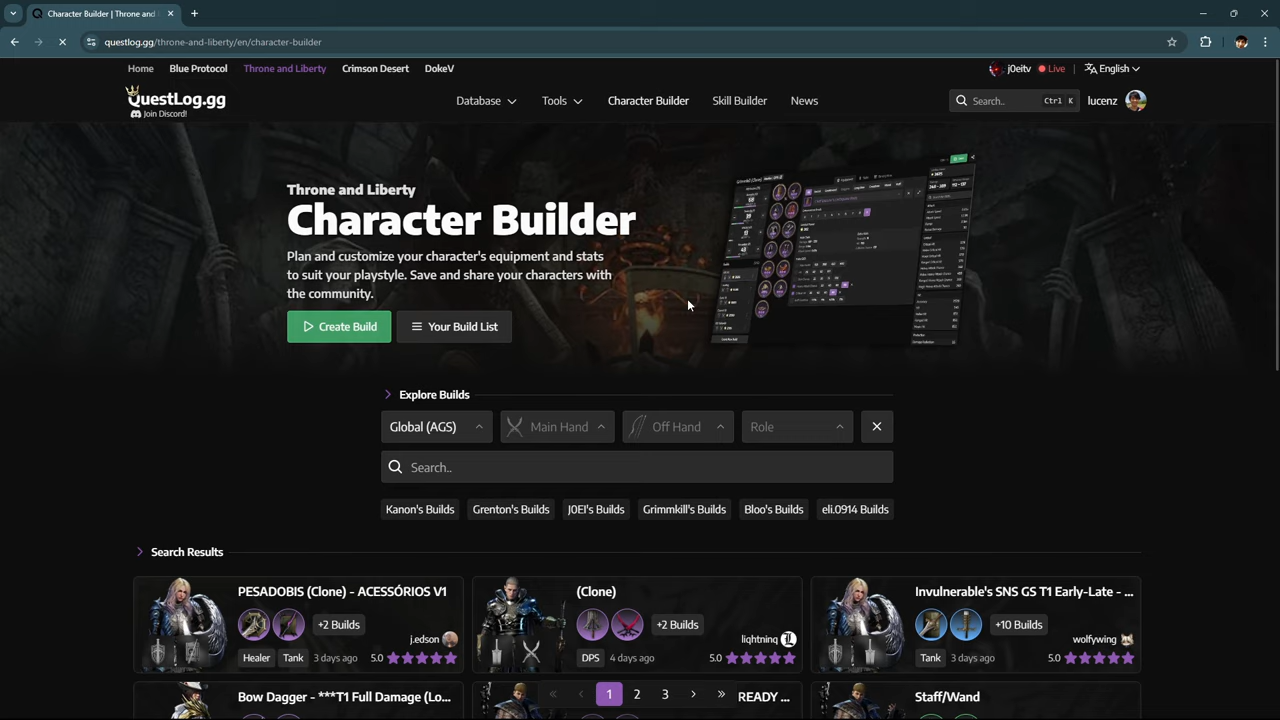 Character Builder | Throne and
questlog.gg/throne-and-liberty/en/character-builder
Home Blue Protocol Throne and Liberty Crimson Desert DokeV
j0eitv Live | English
QuestLog.gg
Join Discord!
Database Tools Character Builder Skill Builder News
Search.. Ctrl K lucenz
Throne and Liberty
Character Builder
Plan and customize your character's equipment and stats
to suit your playstyle. Save and share your characters with
the community.
Create Build Your Build List
Explore Builds
Global (AGS) Main Hand Off Hand Role
Search..
Kanon's Builds Grenton's Builds J0EI's Builds Grimmkill's Builds Bloo's Builds eli.0914 Builds
Search Results
PESADOBIS (Clone) - ACESSÓRIOS V1
+2 Builds
j.edson
Healer Tank 3 days ago 5.0
(Clone)
+2 Builds
lightninq
DPS 4 days ago 5.0
Invulnerable's SNS GS T1 Early-Late - ...
+10 Builds
wolfywing
Tank 3 days ago 5.0
Bow Dagger - ***T1 Full Damage (Lo...
READY ...
Staff/Wand
« ‹ 1 2 3 › »